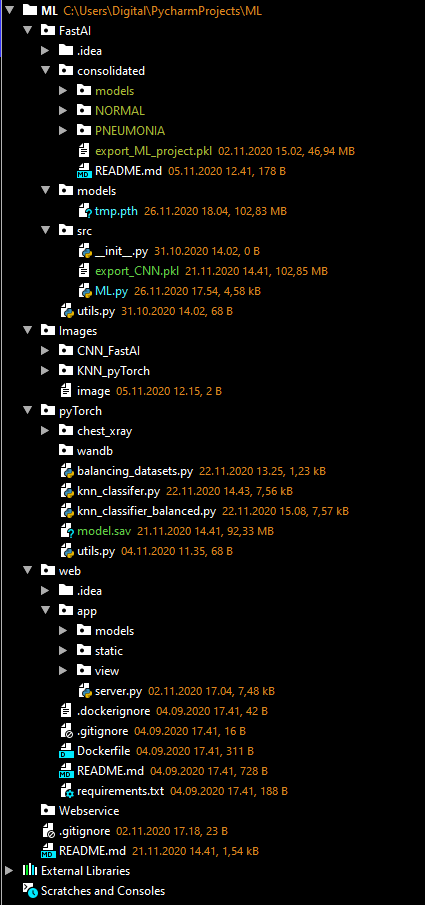 ML C:\Users\Digital\PycharmProjects\ML
FastAI
.idea
consolidated
models
NORMAL
PNEUMONIA
export_ML_project.pkl 02.11.2020 15.02, 46,94 MB
README.md 05.11.2020 12.41, 178 B
models
tmp.pth 26.11.2020 18.04, 102,83 MB
src
__init__.py 31.10.2020 14.02, 0 B
export_CNN.pkl 21.11.2020 14.41, 102,85 MB
ML.py 26.11.2020 17.54, 4,58 kB
utils.py 31.10.2020 14.02, 68 B
Images
CNN_FastAI
KNN_pyTorch
image 05.11.2020 12.15, 2 B
pyTorch
chest_xray
wandb
balancing_datasets.py 22.11.2020 13.25, 1,23 kB
knn_classifer.py 22.11.2020 14.43, 7,56 kB
knn_classifier_balanced.py 22.11.2020 15.08, 7,57 kB
model.sav 21.11.2020 14.41, 92,33 MB
utils.py 04.11.2020 11.35, 68 B
web
.idea
app
models
static
view
server.py 02.11.2020 17.04, 7,48 kB
.dockerignore 04.09.2020 17.41, 42 B
.gitignore 04.09.2020 17.41, 16 B
Dockerfile 04.09.2020 17.41, 311 B
README.md 04.09.2020 17.41, 728 B
requirements.txt 04.09.2020 17.41, 188 B
Webservice
.gitignore 02.11.2020 17.18, 23 B
README.md 21.11.2020 14.41, 1,54 kB
External Libraries
Scratches and Consoles